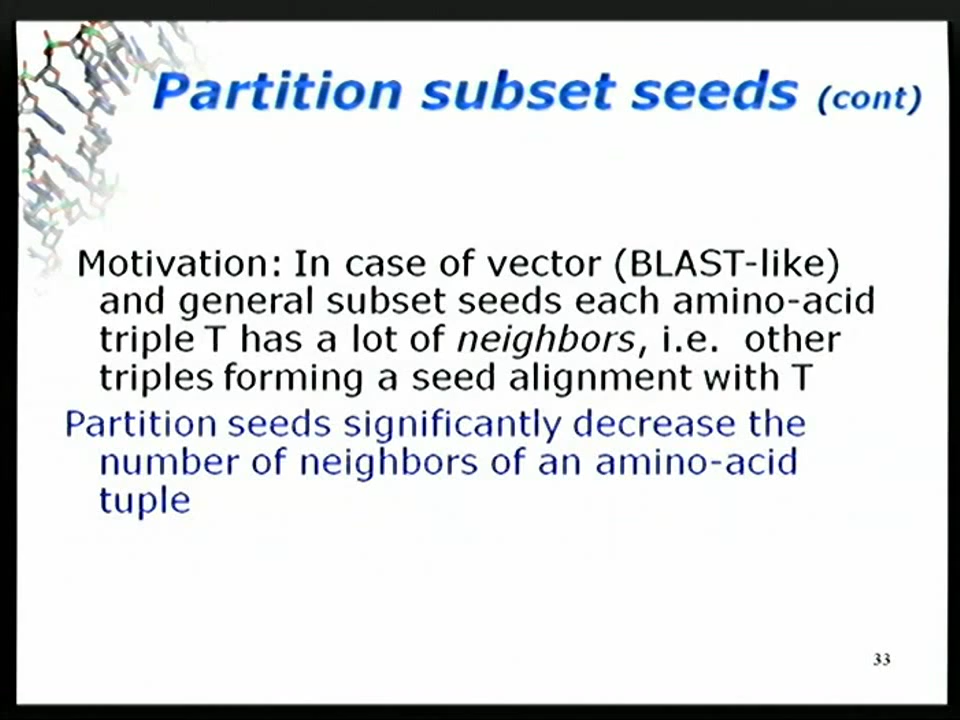 Partition subset seeds (cont)
Motivation: In case of vector (BLAST-like)
and general subset seeds each amino-acid
triple T has a lot of neighbors, i.e. other
triples forming a seed alignment with T
Partition seeds significantly decrease the
number of neighbors of an amino-acid
tuple
33